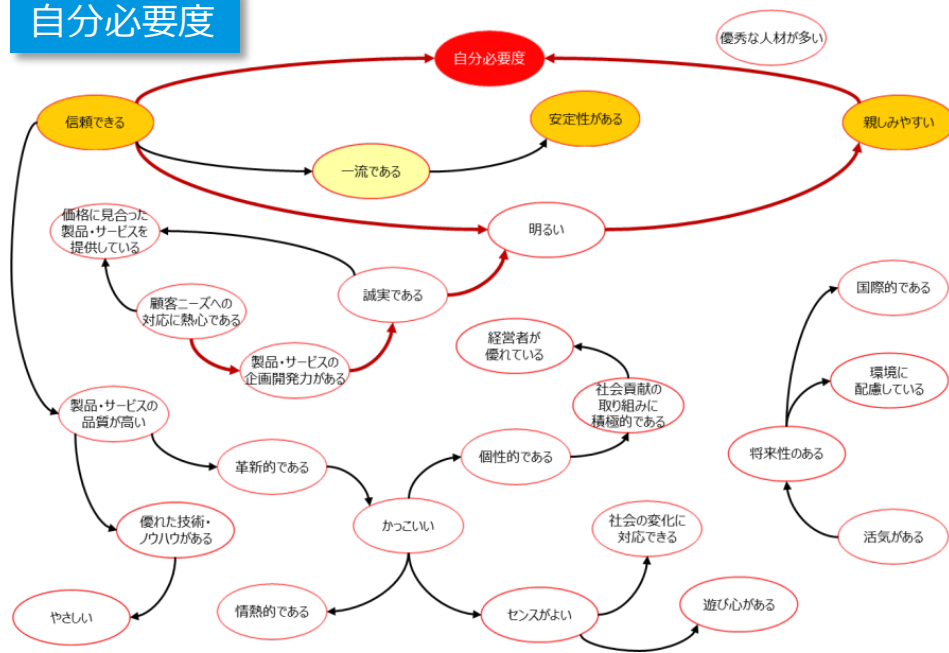 自分必要度
優秀な人材が多い
自分必要度
信頼できる
安定性がある
親しみやすい
一流である
価格に見合った
製品・サービスを
提供している
明るい
誠実である
国際的である
顧客ニーズへの
対応に熱心である
経営者が
優れている
製品・サービスの
企画開発力がある
環境に
配慮している
社会貢献の
取り組みに
積極的である
製品・サービスの
品質が高い
個性的である
将来性のある
革新的である
優れた技術・
ノウハウがある
かっこいい
社会の変化に
対応できる
活気がある
やさしい
情熱的である
センスがよい
遊び心がある